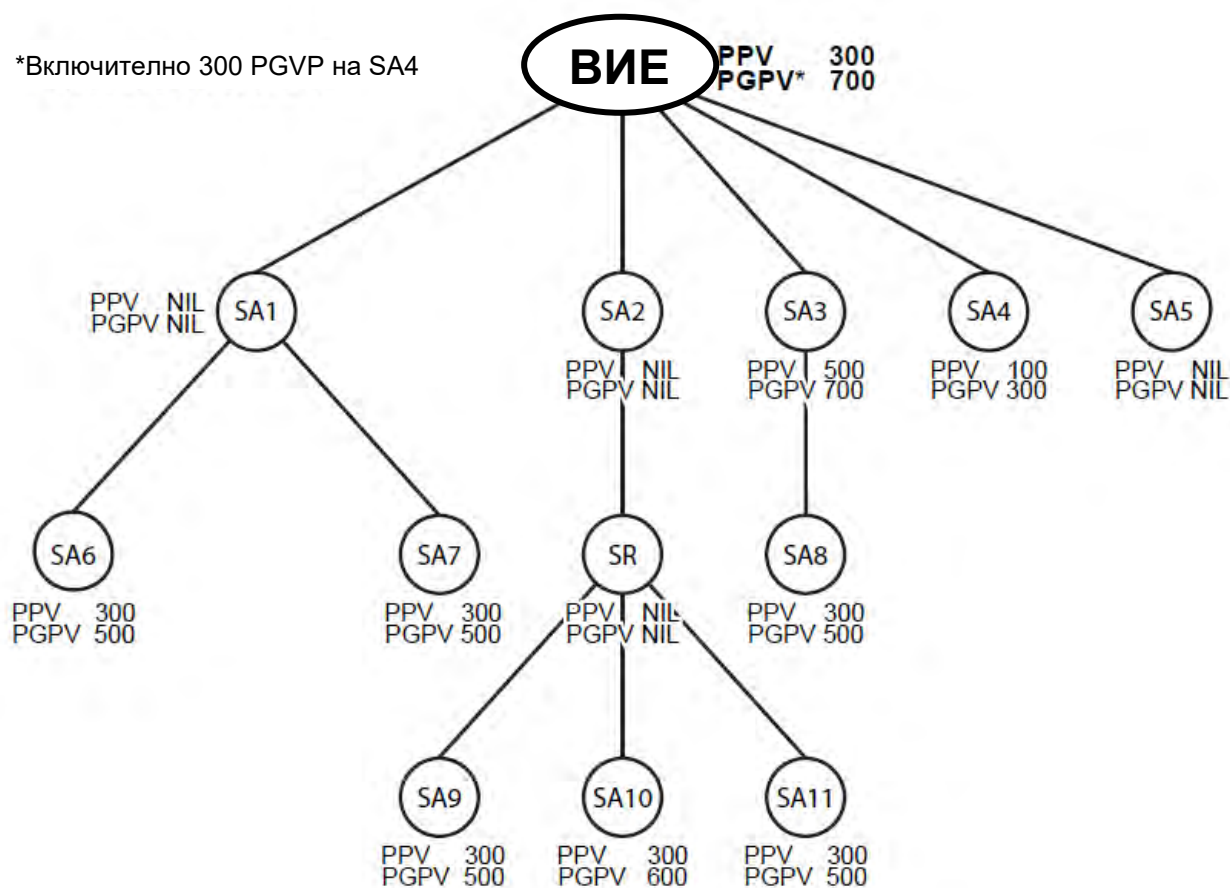 *Включително 300 PGVP на SA4
ВИЕ
PPV 300
PGPV* 700
PPV NIL
PGPV NIL
SA1
SA2
PPV NIL
PGPV NIL
SA3
PPV 500
PGPV 700
SA4
PPV 100
PGPV 300
SA5
PPV NIL
PGPV NIL
SA6
PPV 300
PGPV 500
SA7
PPV 300
PGPV 500
SR
PPV NIL
PGPV NIL
SA8
PPV 300
PGPV 500
SA9
PPV 300
PGPV 500
SA10
PPV 300
PGPV 600
SA11
PPV 300
PGPV 500